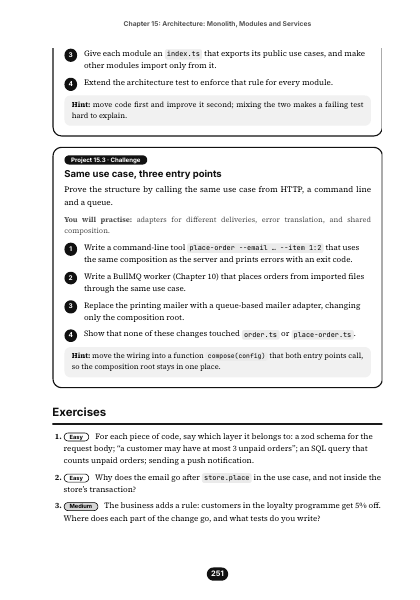 Chapter 15: Architecture: Monolith, Modules and Services
3 Give each module an index.ts that exports its public use cases, and make
other modules import only from it.
4 Extend the architecture test to enforce that rule for every module.
Hint: move code first and improve it second; mixing the two makes a failing test
hard to explain.
Project 15.3 · Challenge
Same use case, three entry points
Prove the structure by calling the same use case from HTTP, a command line
and a queue.
You will practise: adapters for different deliveries, error translation, and shared
composition.
1 Write a command-line tool place-order --email … --item 1:2 that uses
the same composition as the server and prints errors with an exit code.
2 Write a BullMQ worker (Chapter 10) that places orders from imported files
through the same use case.
3 Replace the printing mailer with a queue-based mailer adapter, changing
only the composition root.
4 Show that none of these changes touched order.ts or place-order.ts.
Hint: move the wiring into a function compose(config) that both entry points call,
so the composition root stays in one place.
Exercises
1. Easy For each piece of code, say which layer it belongs to: a zod schema for the
request body; “a customer may have at most 3 unpaid orders”; an SQL query that
counts unpaid orders; sending a push notification.
2. Easy Why does the email go after store.place in the use case, and not inside the
store’s transaction?
3. Medium The business adds a rule: customers in the loyalty programme get 5% off.
Where does each part of the change go, and what tests do you write?
251